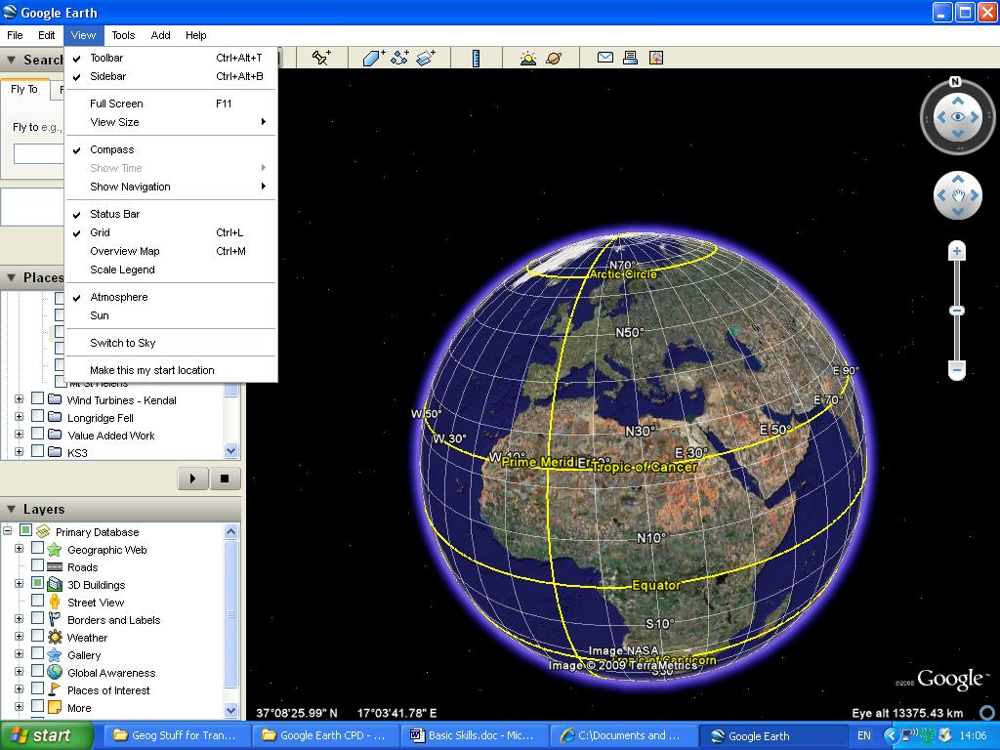 Google Earth
File Edit View Tools Add Help
Search
Fly To F
Fly to e.g.,
Toolbar Ctrl+Alt+T
Sidebar Ctrl+Alt+B
Full Screen F11
View Size
Compass
Show Time
Show Navigation
Status Bar
Grid Ctrl+L
Overview Map Ctrl+M
Scale Legend
Atmosphere
Sun
Switch to Sky
Make this my start location
Places
Mt St Helens
Wind Turbines - Kendal
Longridge Fell
Value Added Work
KS3
Layers
Primary Database
Geographic Web
Roads
3D Buildings
Street View
Borders and Labels
Weather
Gallery
Global Awareness
Places of Interest
More
N
N70°
Arctic Circle
N50°
E 90°
E 70°
W 50°
N30°
E 50°
W 30°
E 30°
Tropic of Cancer
N10°
Equator
S10°
Image NASA
Tropic of Capricorn
Image © 2009 TerraMetrics
S30°
©2008 Google™
37°08'25.99" N 17°03'41.78" E
Eye alt 13375.43 km
start
Geog Stuff for Tran...
Google Earth CPD - ...
Basic Skills.doc - Mic...
C:\Documents and ...
Google Earth
EN
14:06